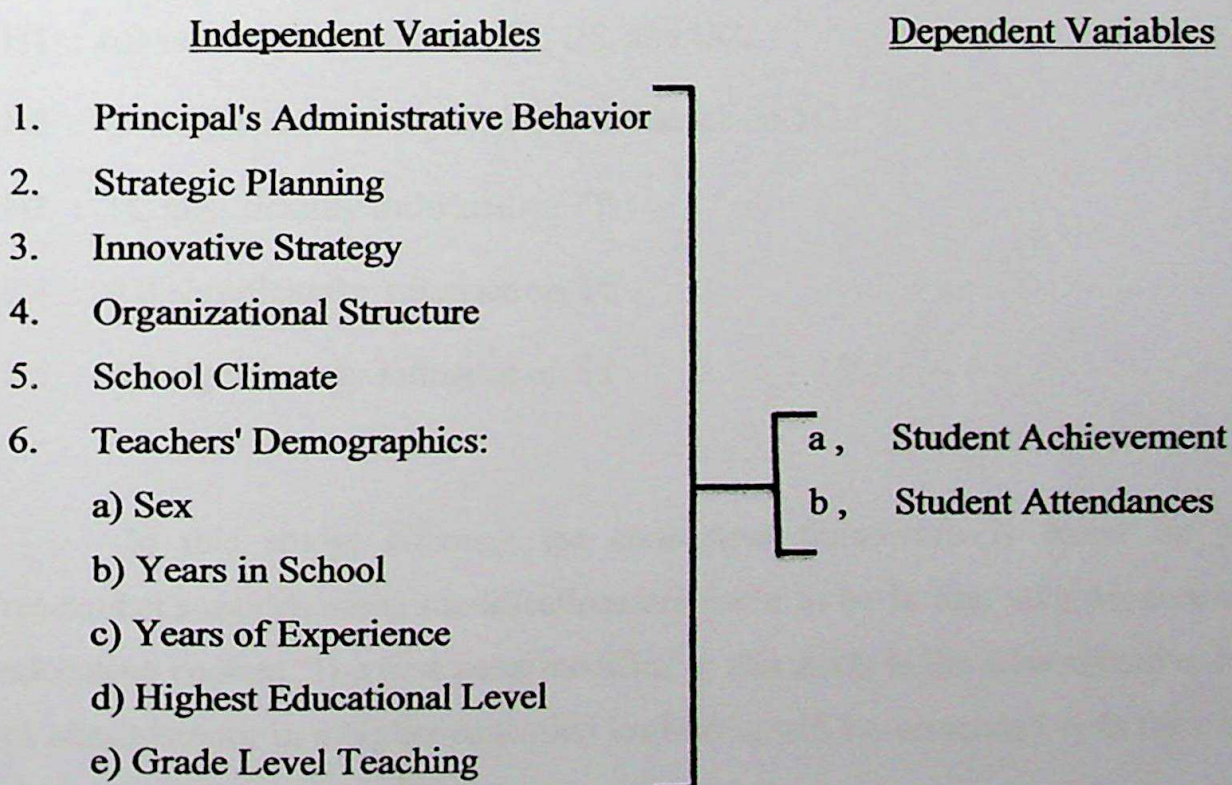 Independent Variables
1. Principal's Administrative Behavior
2. Strategic Planning
3. Innovative Strategy
4. Organizational Structure
5. School Climate
6. Teachers' Demographics:
a) Sex
b) Years in School
c) Years of Experience
d) Highest Educational Level
e) Grade Level Teaching
Dependent Variables
a , Student Achievement
b , Student Attendances